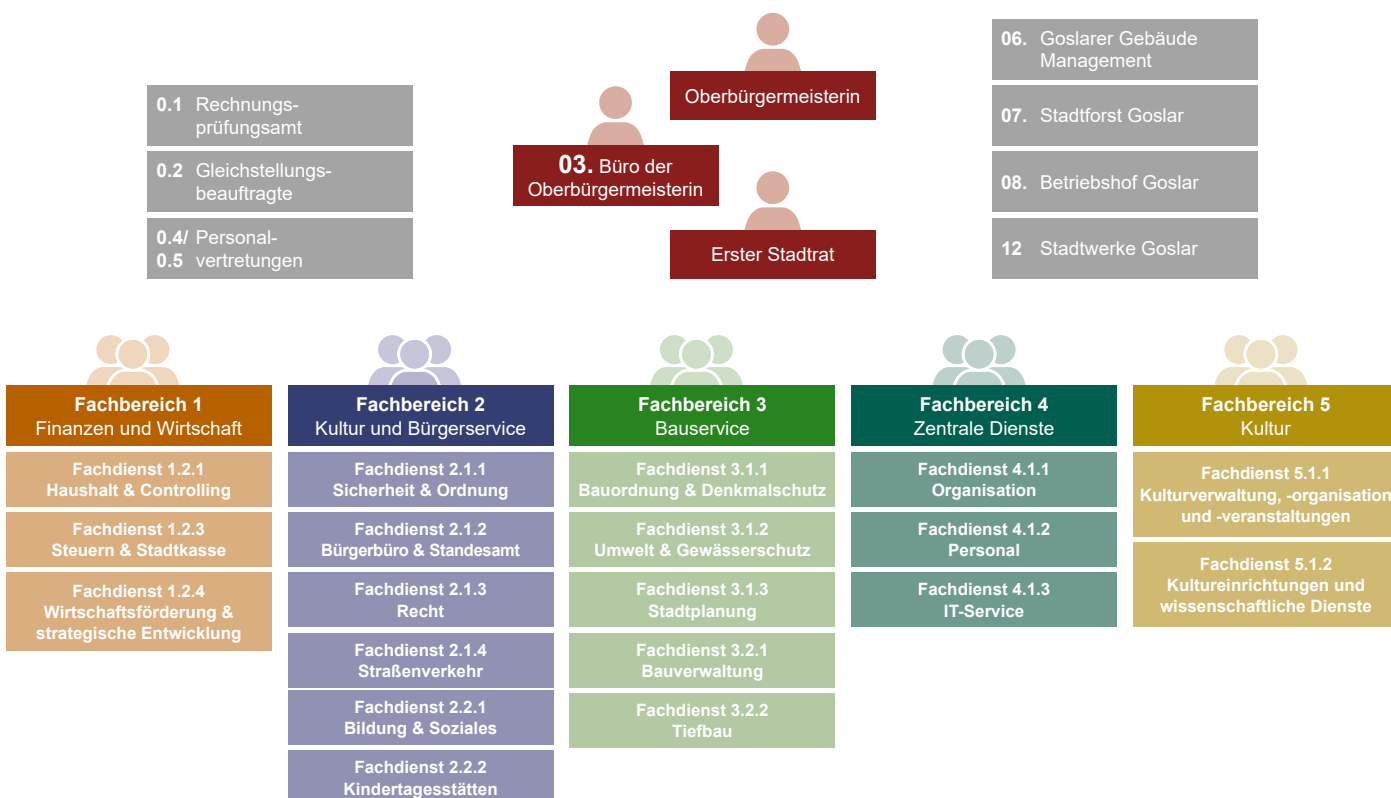 Oberbürgermeisterin
03. Büro der
Oberbürgermeisterin
Erster Stadtrat
0.1 Rechnungs-
prüfungsamt
0.2 Gleichstellungs-
beauftragte
0.4/ Personal-
0.5 vertretungen
06. Goslarer Gebäude
Management
07. Stadtforst Goslar
08. Betriebshof Goslar
12 Stadtwerke Goslar
Fachbereich 1
Finanzen und Wirtschaft
Fachdienst 1.2.1
Haushalt & Controlling
Fachdienst 1.2.3
Steuern & Stadtkasse
Fachdienst 1.2.4
Wirtschaftsförderung &
strategische Entwicklung
Fachbereich 2
Kultur und Bürgerservice
Fachdienst 2.1.1
Sicherheit & Ordnung
Fachdienst 2.1.2
Bürgerbüro & Standesamt
Fachdienst 2.1.3
Recht
Fachdienst 2.1.4
Straßenverkehr
Fachdienst 2.2.1
Bildung & Soziales
Fachdienst 2.2.2
Kindertagesstätten
Fachbereich 3
Bauservice
Fachdienst 3.1.1
Bauordnung & Denkmalschutz
Fachdienst 3.1.2
Umwelt & Gewässerschutz
Fachdienst 3.1.3
Stadtplanung
Fachdienst 3.2.1
Bauverwaltung
Fachdienst 3.2.2
Tiefbau
Fachbereich 4
Zentrale Dienste
Fachdienst 4.1.1
Organisation
Fachdienst 4.1.2
Personal
Fachdienst 4.1.3
IT-Service
Fachbereich 5
Kultur
Fachdienst 5.1.1
Kulturverwaltung, -organisation
und -veranstaltungen
Fachdienst 5.1.2
Kultureinrichtungen und
wissenschaftliche Dienste